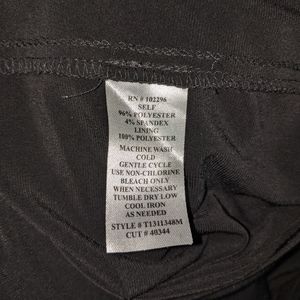 RN # 102296
SELF
96% POLYESTER
4% SPANDEX
LINING
100% POLYESTER
MACHINE WASH
COLD
GENTLE CYCLE
USE NON-CHLORINE
BLEACH ONLY
WHEN NECESSARY
TUMBLE DRY LOW
COOL IRON
AS NEEDED
STYLE # T1311348M
CUT # 40344